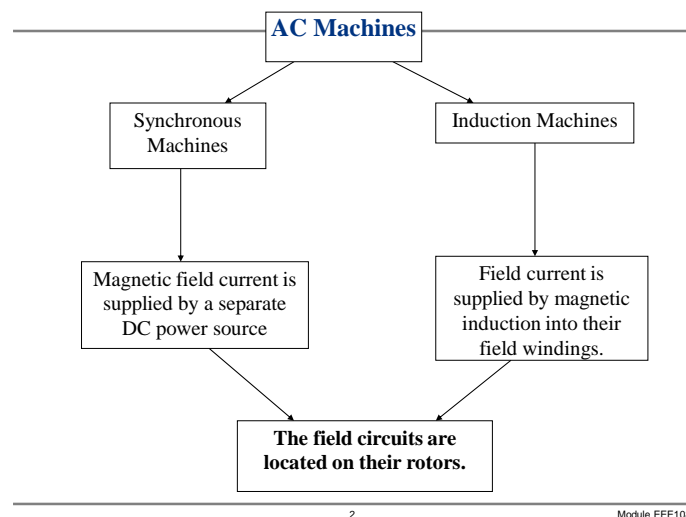 AC Machines
Synchronous
Machines
Induction Machines
Magnetic field current is
supplied by a separate
DC power source
Field current is
supplied by magnetic
induction into their
field windings.
The field circuits are
located on their rotors.
2
Module